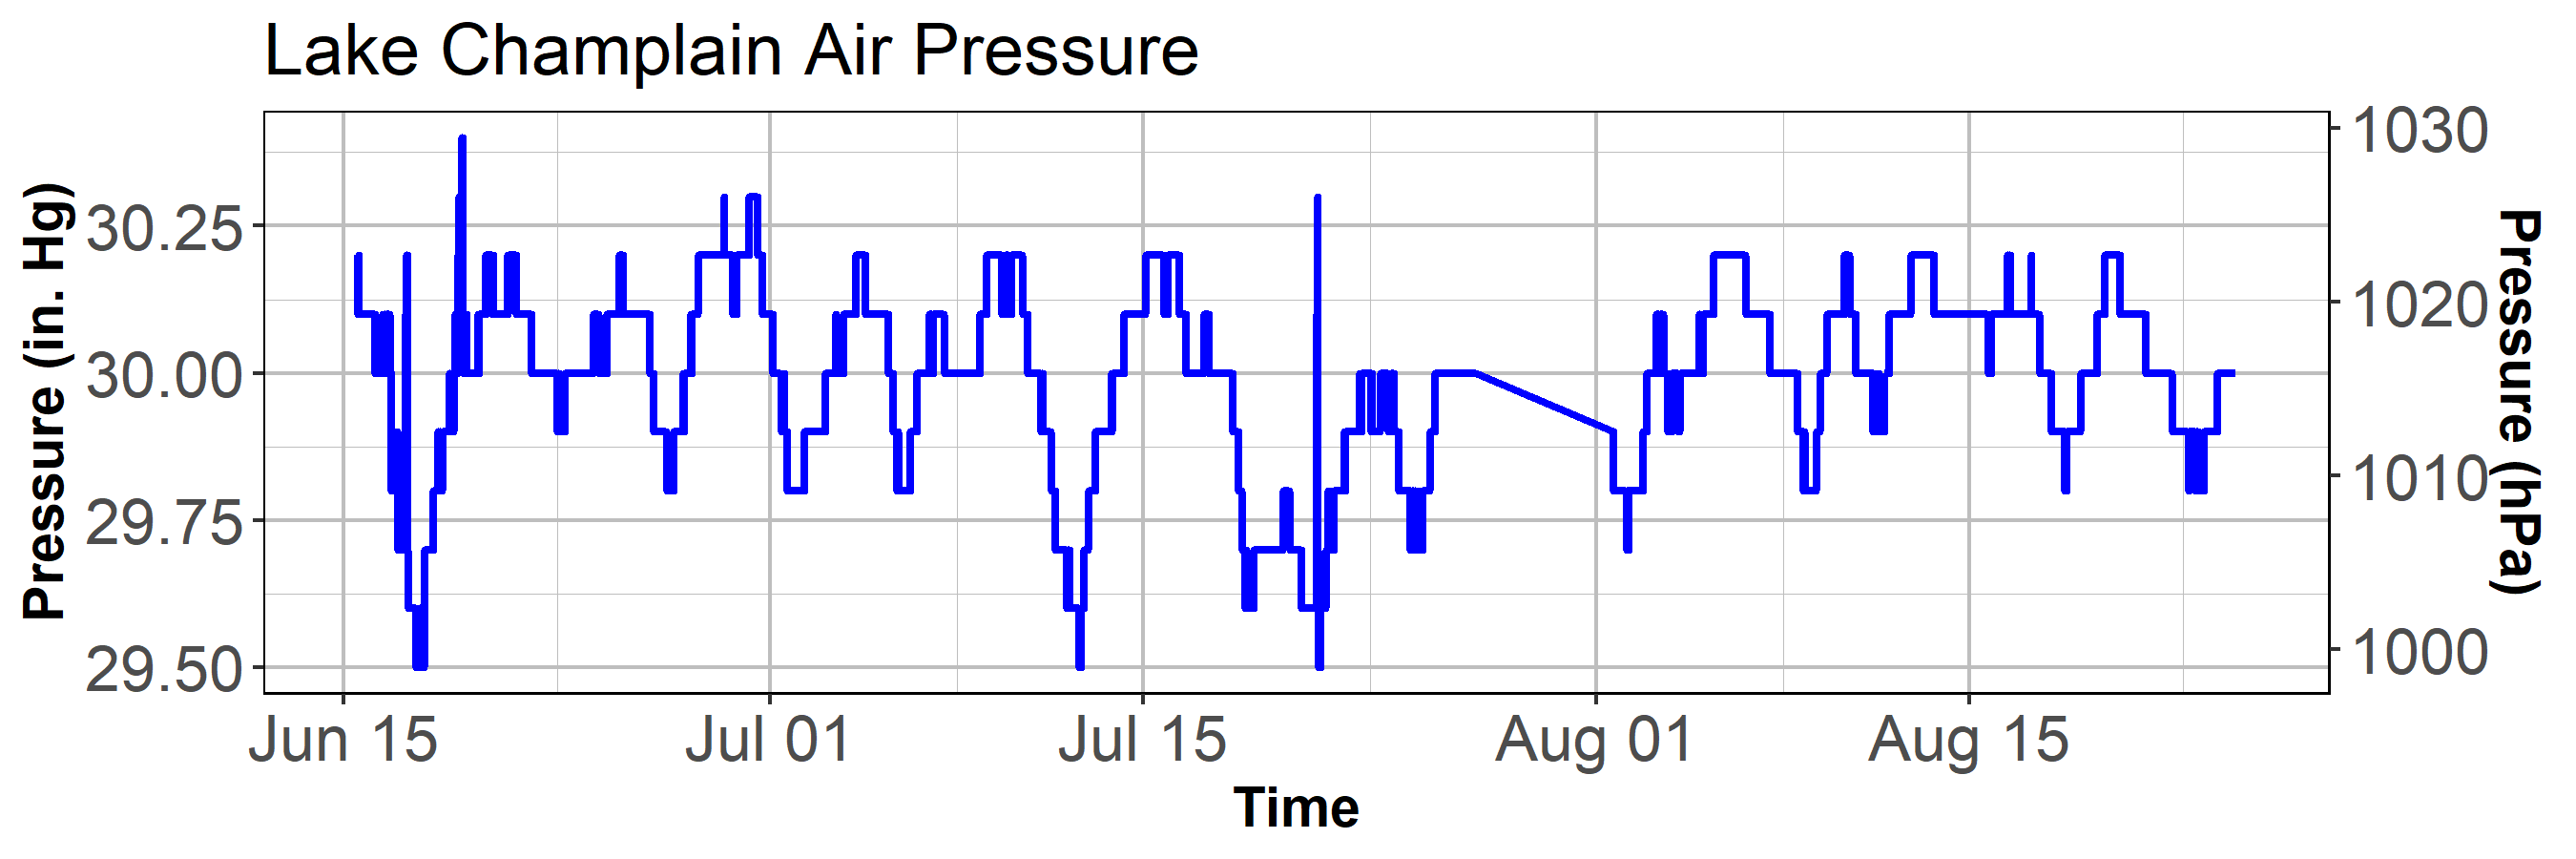 Lake Champlain Air Pressure
Pressure (in. Hg)
30.25
30.00
29.75
29.50
1030
1020
1010
1000
Pressure (hPa)
Jun 15
Jul 01
Jul 15
Aug 01
Aug 15
Time